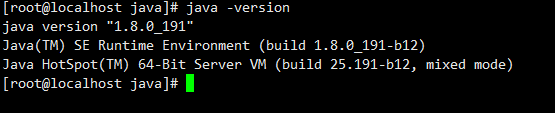 [root@localhost java]# java -version
java version "1.8.0_191"
Java(TM) SE Runtime Environment (build 1.8.0_191-b12)
Java HotSpot(TM) 64-Bit Server VM (build 25.191-b12, mixed mode)
[root@localhost java]#